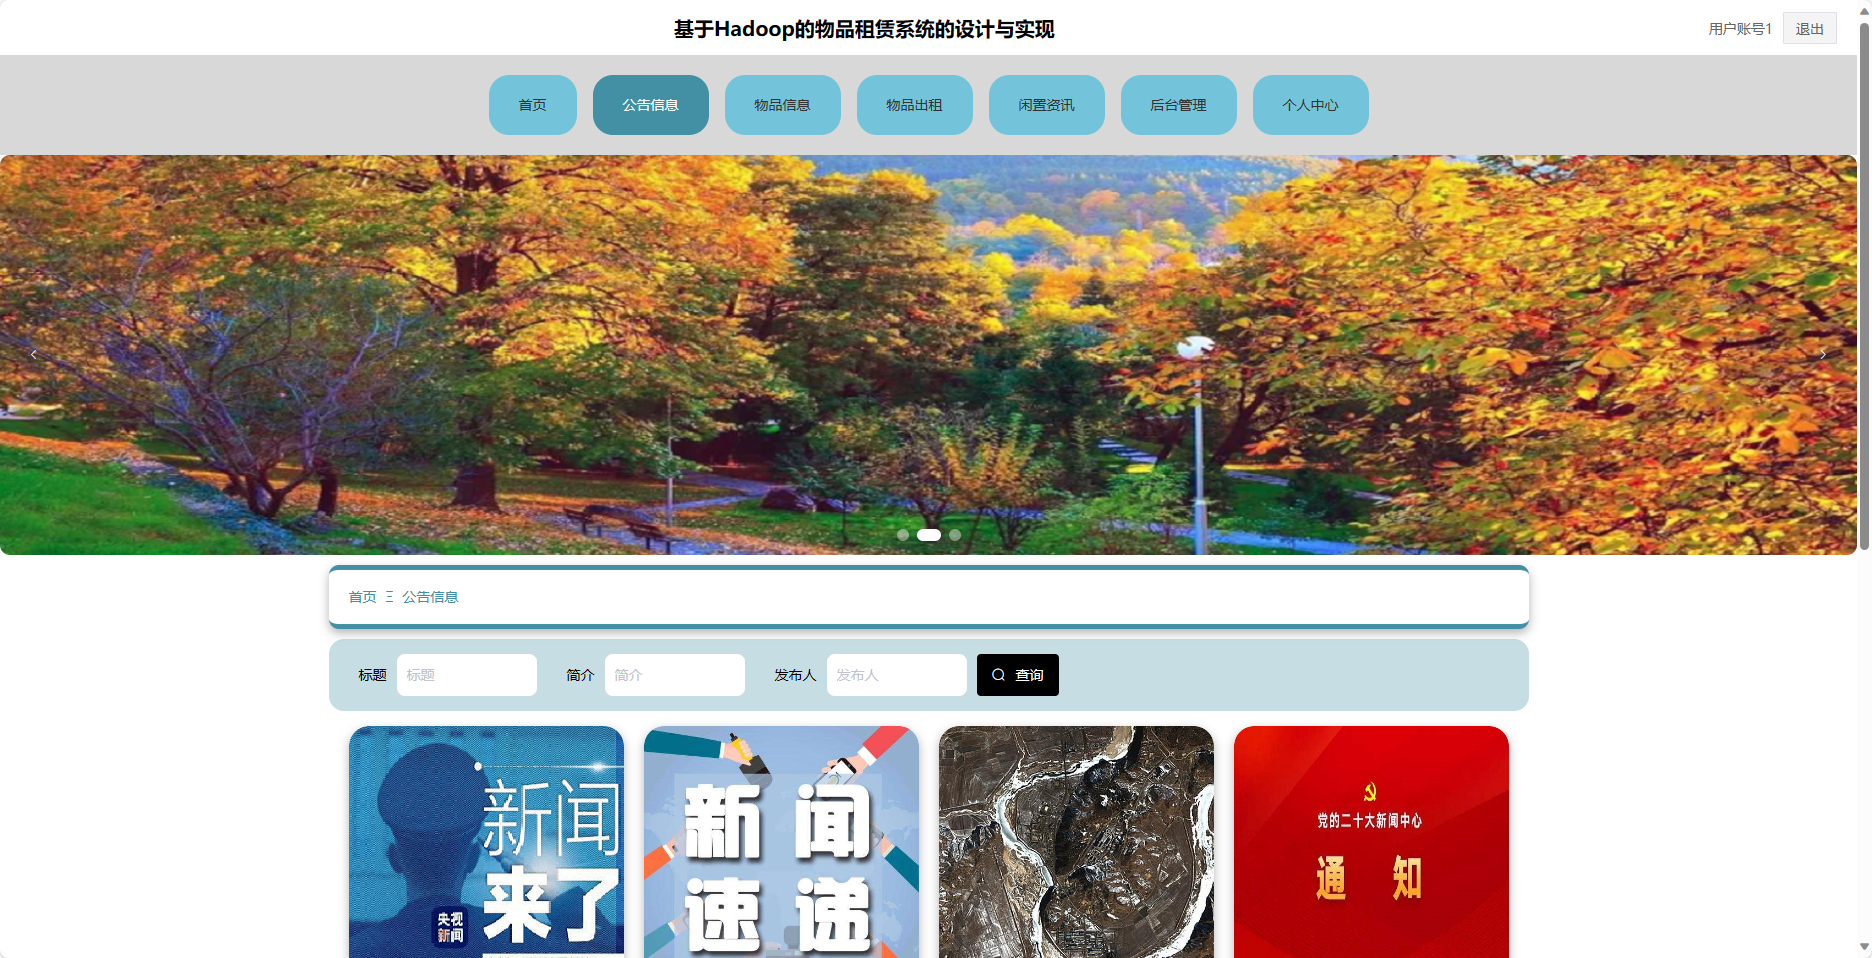 基于Hadoop的物品租赁系统的设计与实现
用户账号1
退出
首页
公告信息
物品信息
物品出租
闲置资讯
后台管理
个人中心
首页 Ξ 公告信息
标题 标题
简介 简介
发布人 发布人
查询
新闻
来了
央视
新闻
新 闻
速 递
党的二十大新闻中心
通 知